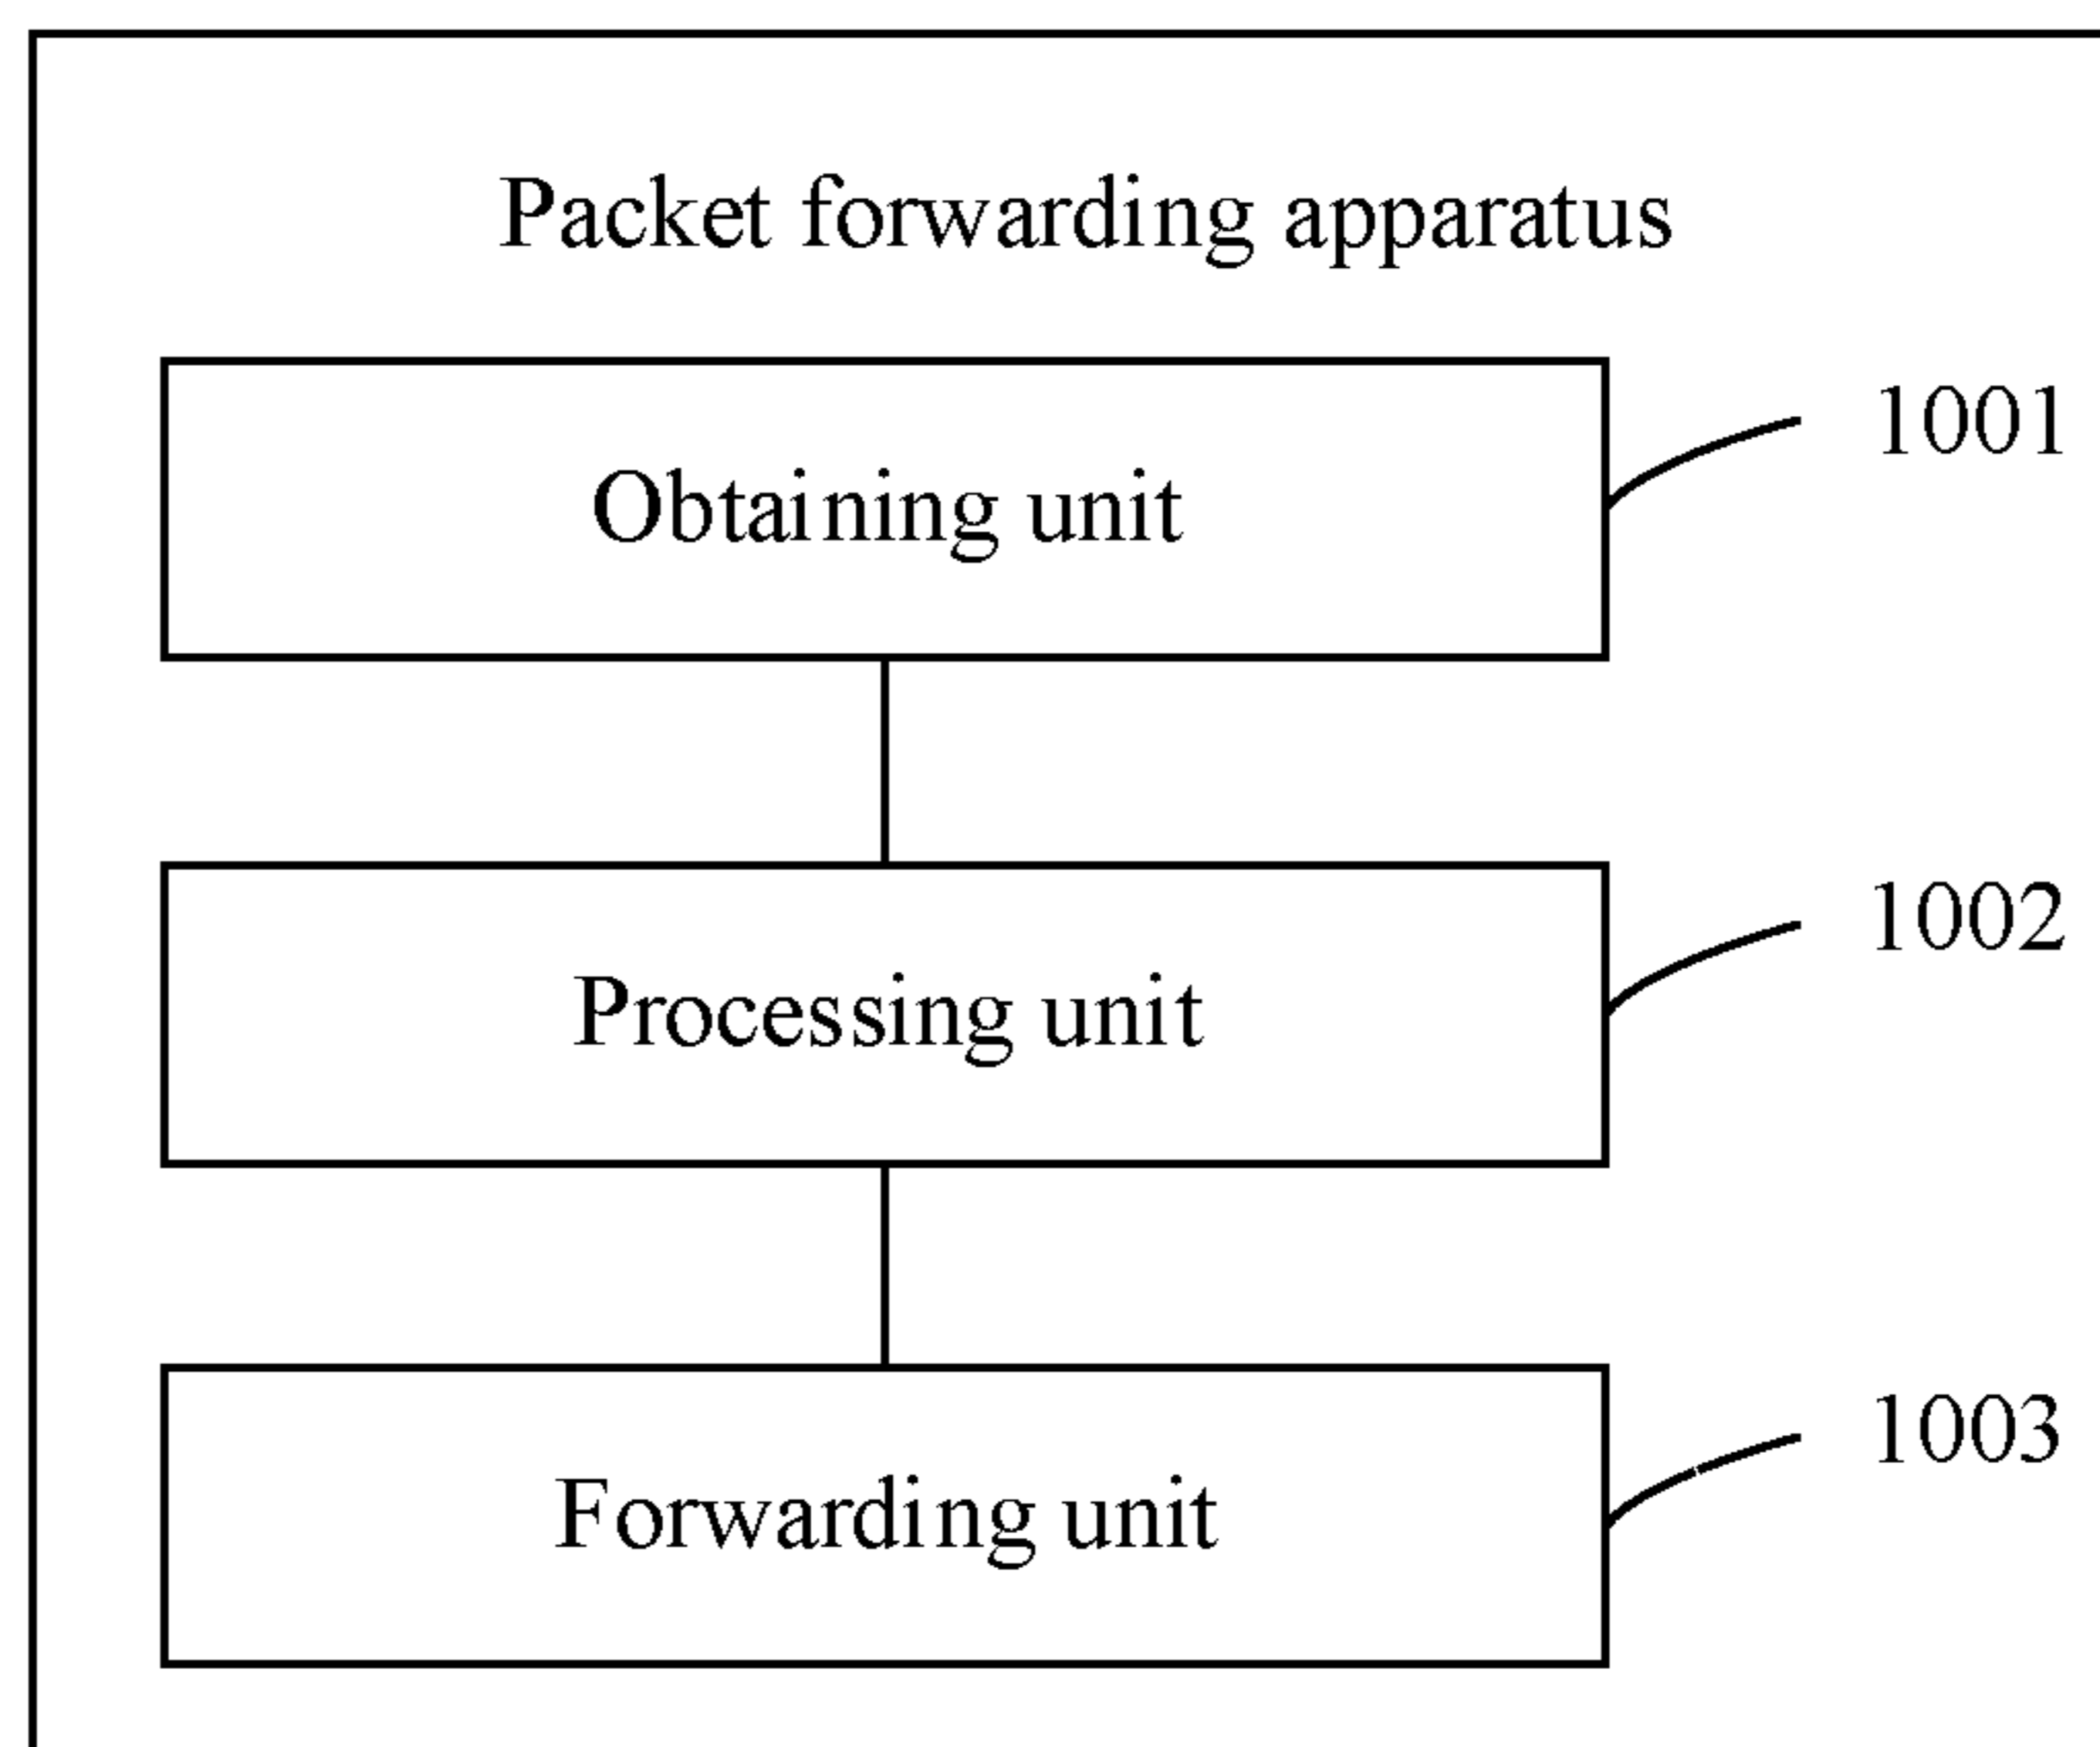 Packet forwarding apparatus
Obtaining unit
1001
Processing unit
1002
Forwarding unit
1003